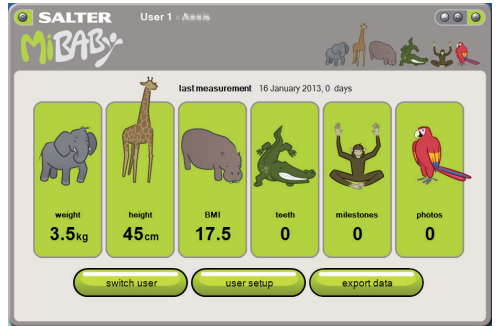 SALTER
User 1 -
MiBABy
last measurement 16 January 2013, 0 days
weight height BMI teeth milestones photos
3.5kg 45cm 17.5 0 0 0
switch user user setup export data